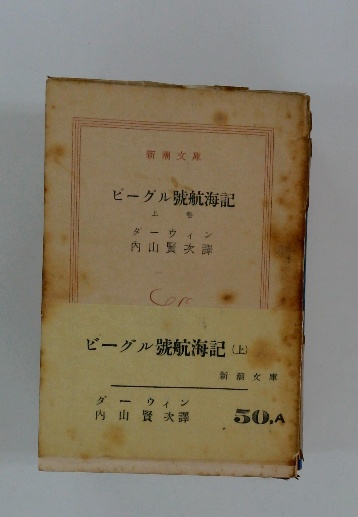 新潮文庫
ビーグル號航海記
上巻
ダーウィン
内山賢次譯
ビーグル號航海記(上)
新潮文庫
ダーウィン
内山賢次譯
50.A